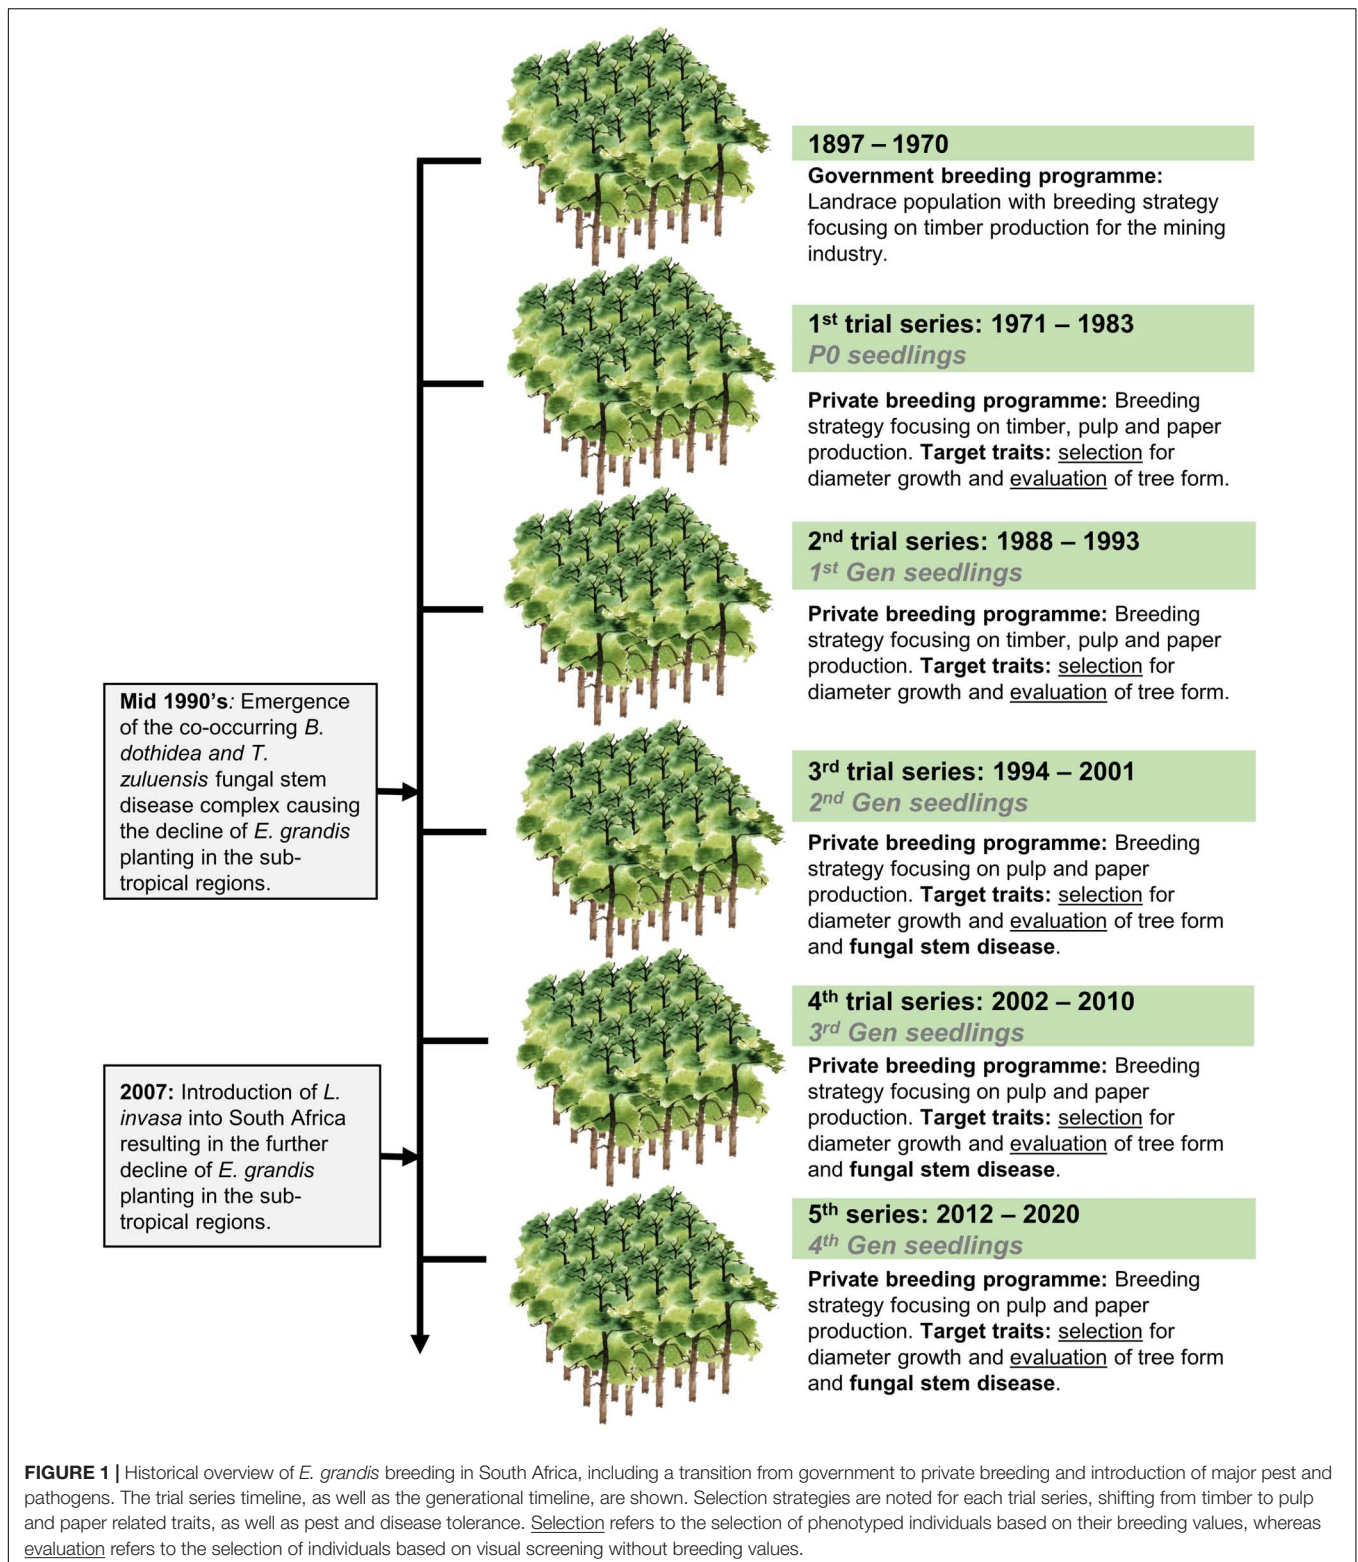 1897 – 1970
Government breeding programme:
Landrace population with breeding strategy
focusing on timber production for the mining
industry.
1st trial series: 1971 – 1983
P0 seedlings
Private breeding programme: Breeding
strategy focusing on timber, pulp and paper
production. Target traits: selection for
diameter growth and evaluation of tree form.
2nd trial series: 1988 – 1993
1st Gen seedlings
Private breeding programme: Breeding
strategy focusing on timber, pulp and paper
production. Target traits: selection for
diameter growth and evaluation of tree form.
Mid 1990's: Emergence
of the co-occurring B.
dothidea and T.
zuluensis fungal stem
disease complex causing
the decline of E. grandis
planting in the sub-
tropical regions.
3rd trial series: 1994 – 2001
2nd Gen seedlings
Private breeding programme: Breeding
strategy focusing on pulp and paper
production. Target traits: selection for
diameter growth and evaluation of tree form
and fungal stem disease.
4th trial series: 2002 – 2010
3rd Gen seedlings
Private breeding programme: Breeding
strategy focusing on pulp and paper
production. Target traits: selection for
diameter growth and evaluation of tree form
and fungal stem disease.
2007: Introduction of L.
invasa into South Africa
resulting in the further
decline of E. grandis
planting in the sub-
tropical regions.
5th series: 2012 – 2020
4th Gen seedlings
Private breeding programme: Breeding
strategy focusing on pulp and paper
production. Target traits: selection for
diameter growth and evaluation of tree form
and fungal stem disease.
FIGURE 1 | Historical overview of E. grandis breeding in South Africa, including a transition from government to private breeding and introduction of major pest and
pathogens. The trial series timeline, as well as the generational timeline, are shown. Selection strategies are noted for each trial series, shifting from timber to pulp
and paper related traits, as well as pest and disease tolerance. Selection refers to the selection of phenotyped individuals based on their breeding values, whereas
evaluation refers to the selection of individuals based on visual screening without breeding values.